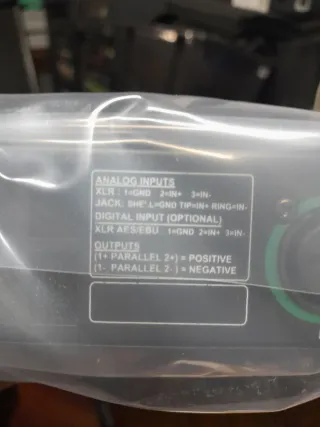 ANALOG INPUTS
XLR : 1=GND 2=IN+ 3=IN-
JACK: SHE'L=GND TIP=IN+ RING=IN-
DIGITAL INPUT (OPTIONAL)
XLR AES/EBU 1=GND 2=IN+ 3=IN-
OUTPUTS
(1+ PARALLEL 2+) = POSITIVE
(1- PARALLEL 2-) = NEGATIVE